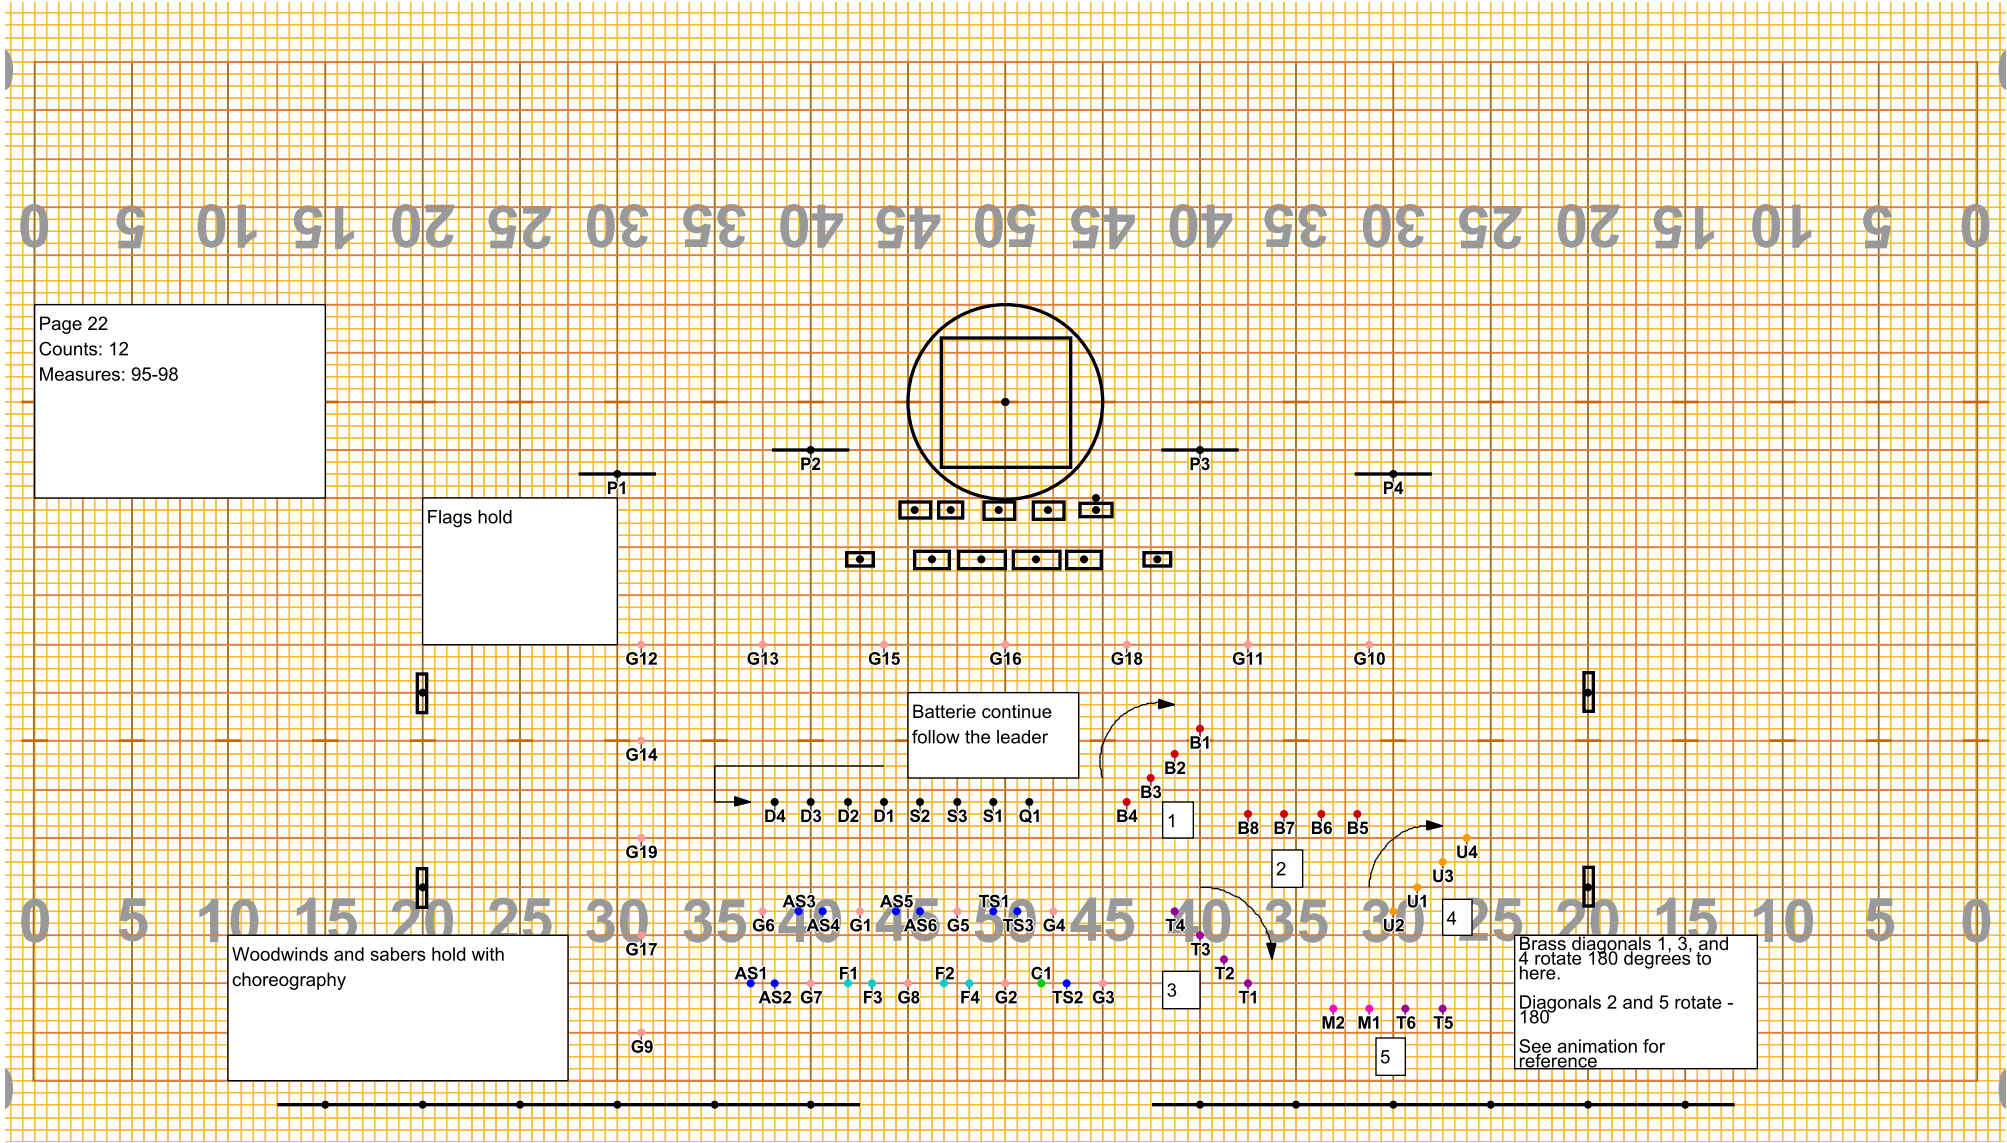 0 5 10 15 20 25 30 35 40 45 50 45 40 35 30 25 20 15 10 5 0
Page 22
Counts: 12
Measures: 95-98
P2 P3
P1 P4
Flags hold
G12 G13 G15 G16 G18 G11 G10
Batterie continue
follow the leader
B1
G14
B2
B3
D4 D3 D2 D1 S2 S3 S1 Q1 B4
1
B8 B7 B6 B5
G19
U4
2
U3
AS3 AS5 TS1
U1
G6 AS4 G1 AS6 G5 TS3 G4 T4 U2
4
0 5 10 15 20 25 30 35 40 45 50 45 40 35 30 25 20 15 10 5 0
G17 T3
Brass diagonals 1, 3, and
4 rotate 180 degrees to
here.
Diagonals 2 and 5 rotate -
180
See animation for
reference
Woodwinds and sabers hold with
choreography
AS1 F1 F2 C1 T2
AS2 G7 F3 G8 F4 G2 TS2 G3 T1
3
M2 M1 T6 T5
G9
5